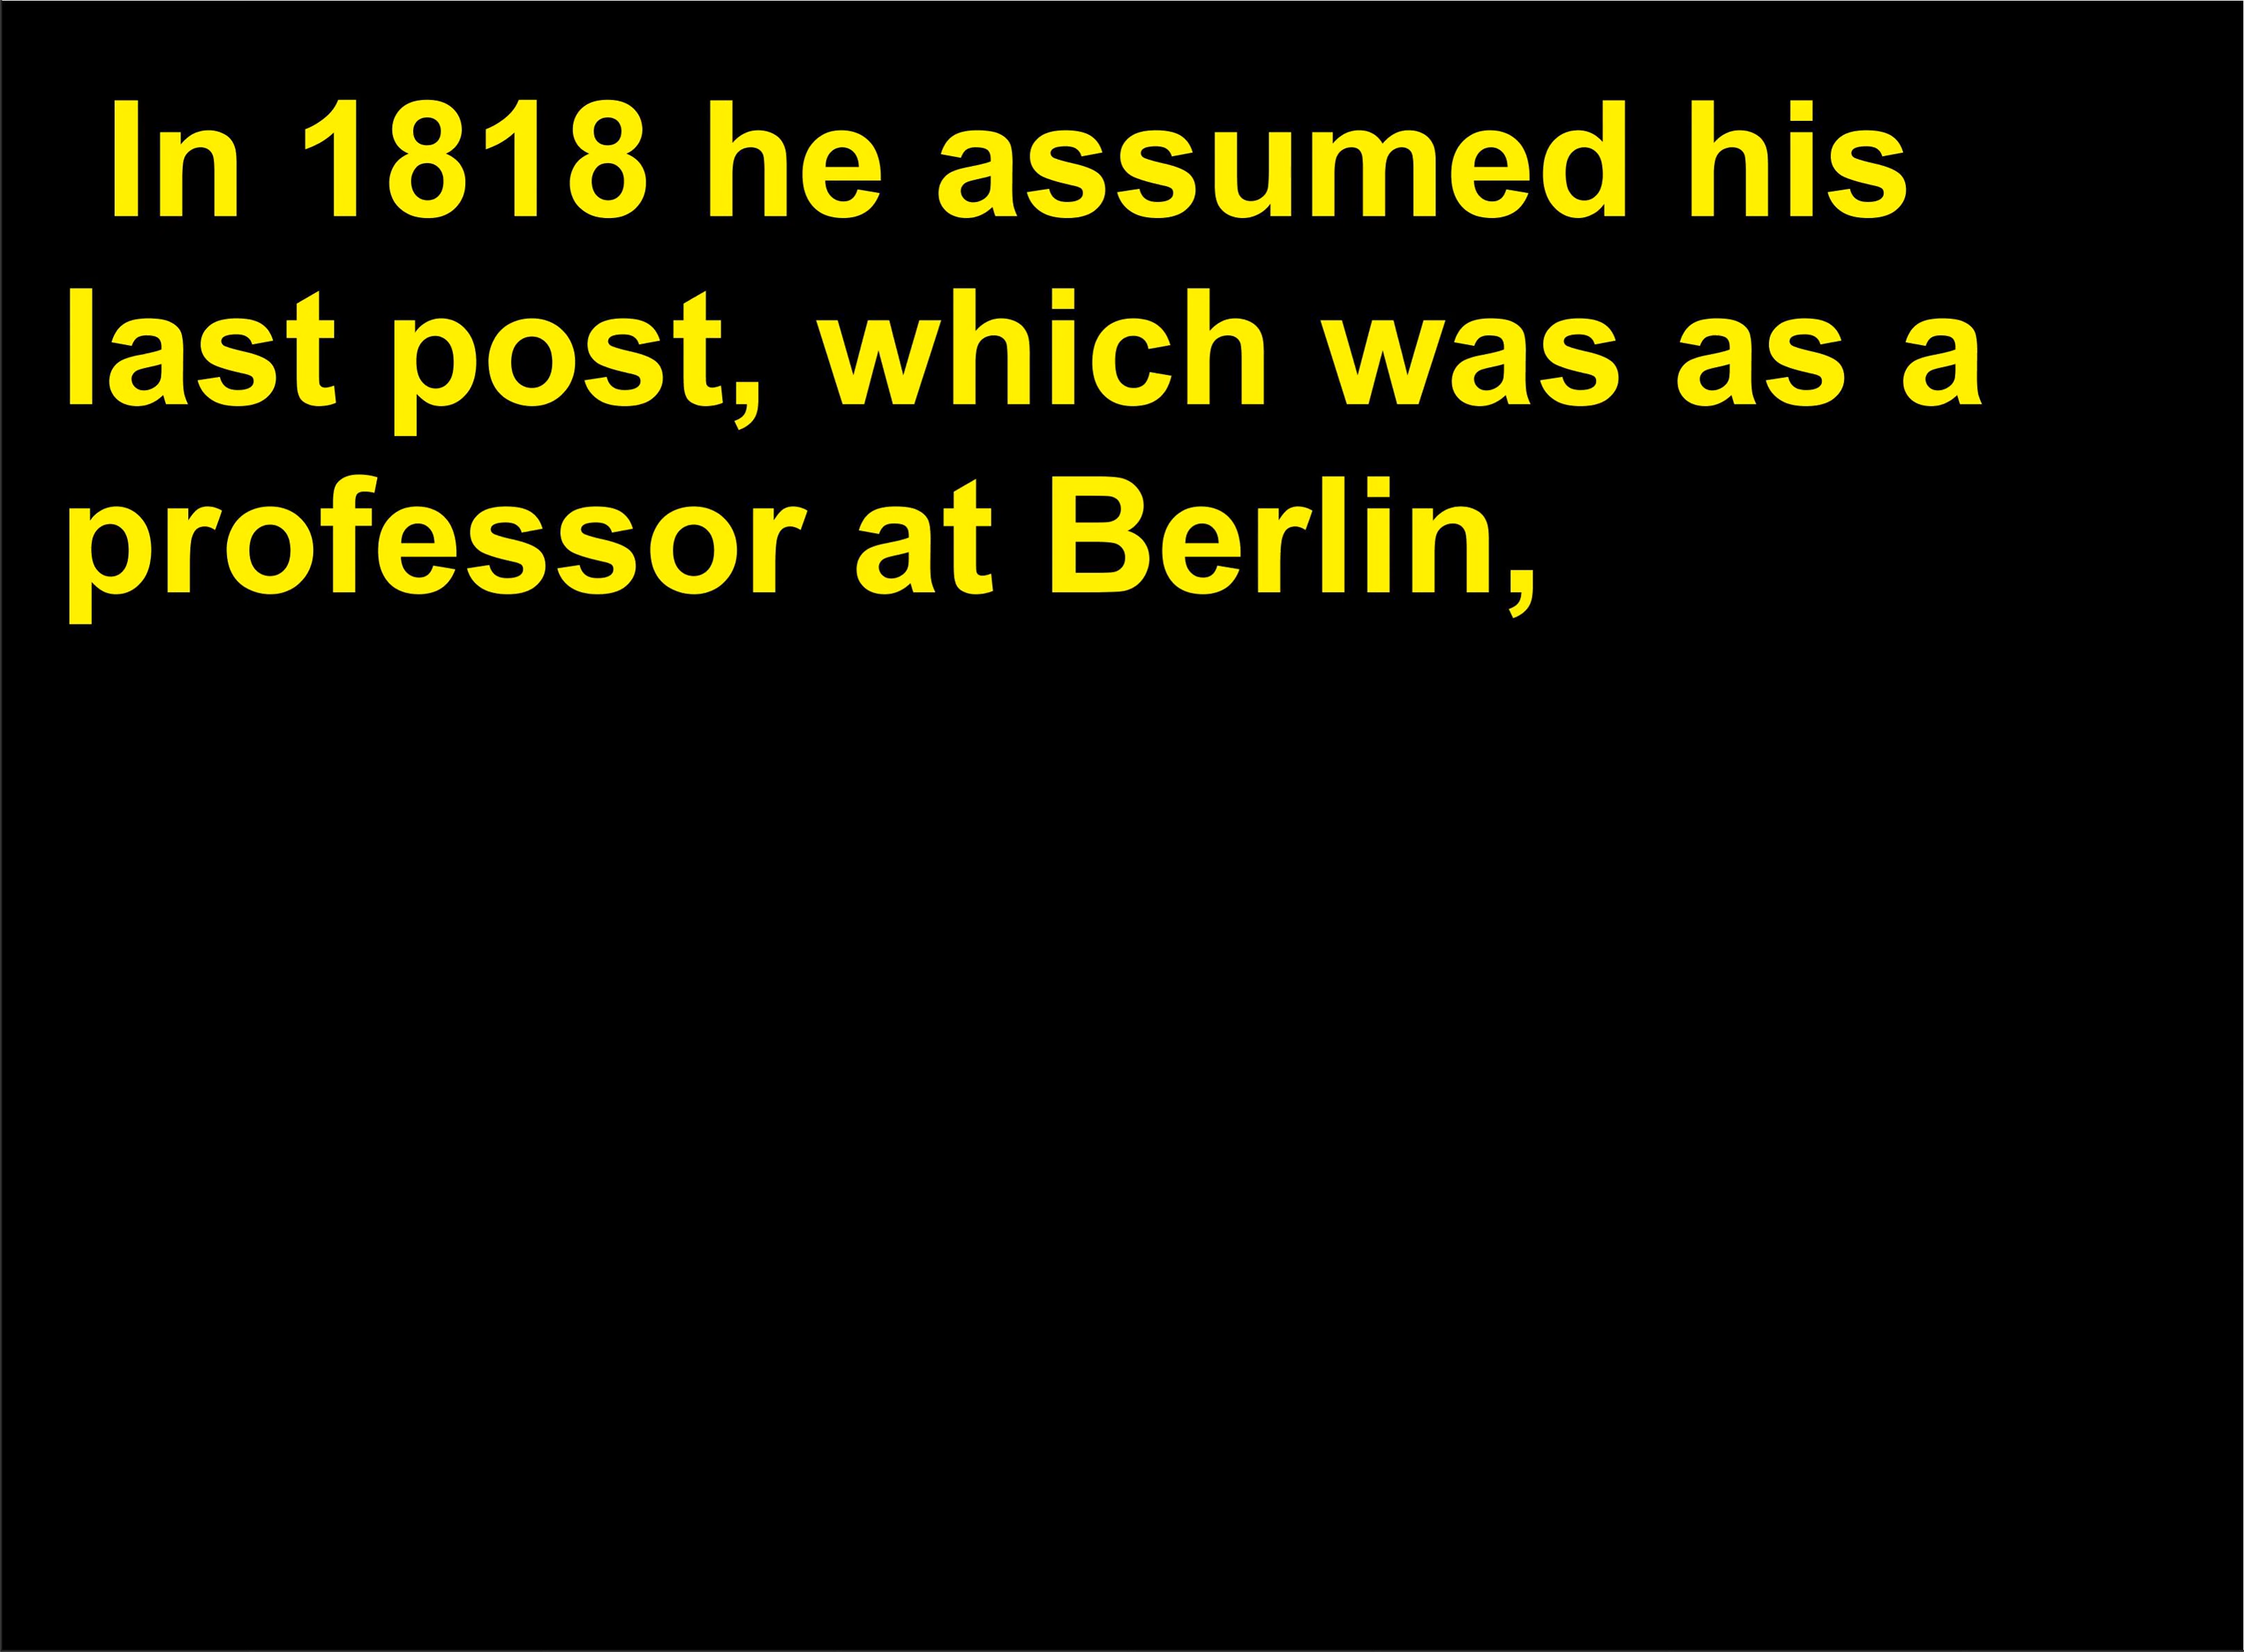 In 1818 he assumed his
last post, which was as a
professor at Berlin,